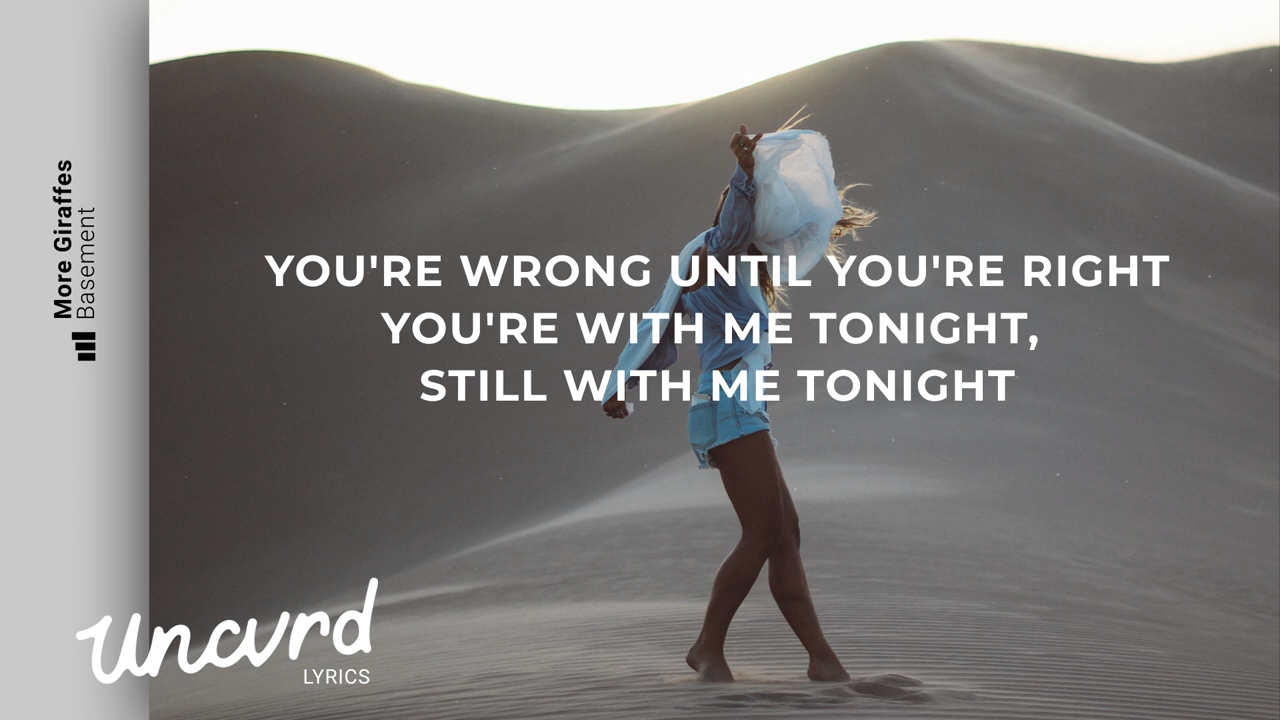 More Giraffes
Basement
YOU'RE WRONG UNTIL YOU'RE RIGHT
YOU'RE WITH ME TONIGHT,
STILL WITH ME TONIGHT
Uncvrd
LYRICS